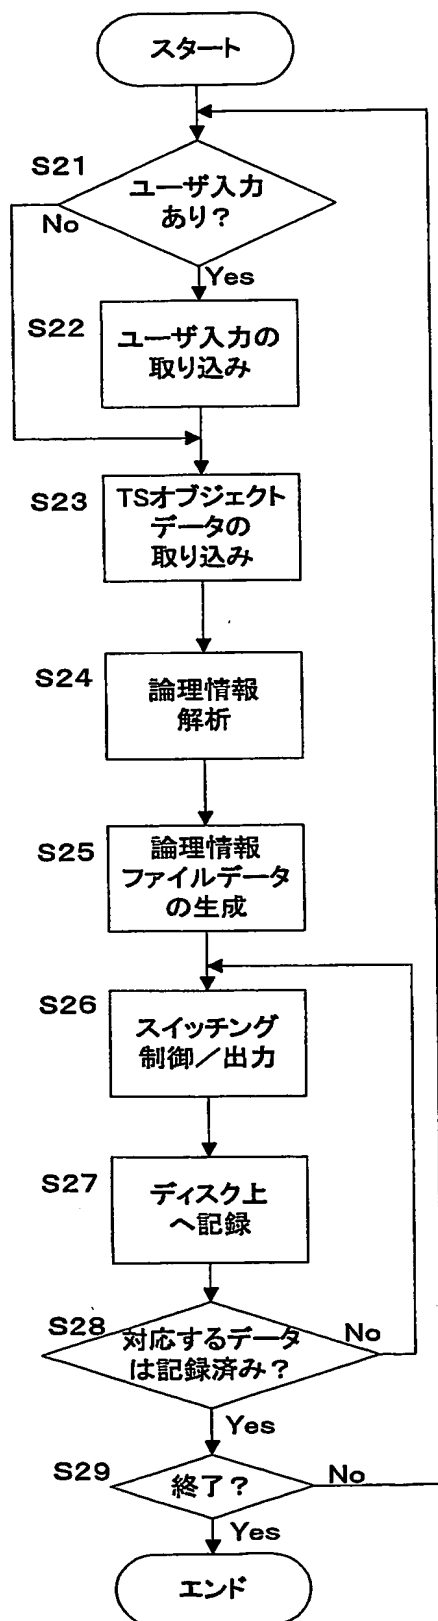 スタート
S21
ユーザ入力
あり？
No
Yes
S22
ユーザ入力の
取り込み
S23
TSオブジェクト
データの
取り込み
S24
論理情報
解析
S25
論理情報
ファイルデータ
の生成
S26
スイッチング
制御／出力
S27
ディスク上
へ記録
S28
対応するデータ
は記録済み？
No
Yes
S29
終了？
No
Yes
エンド